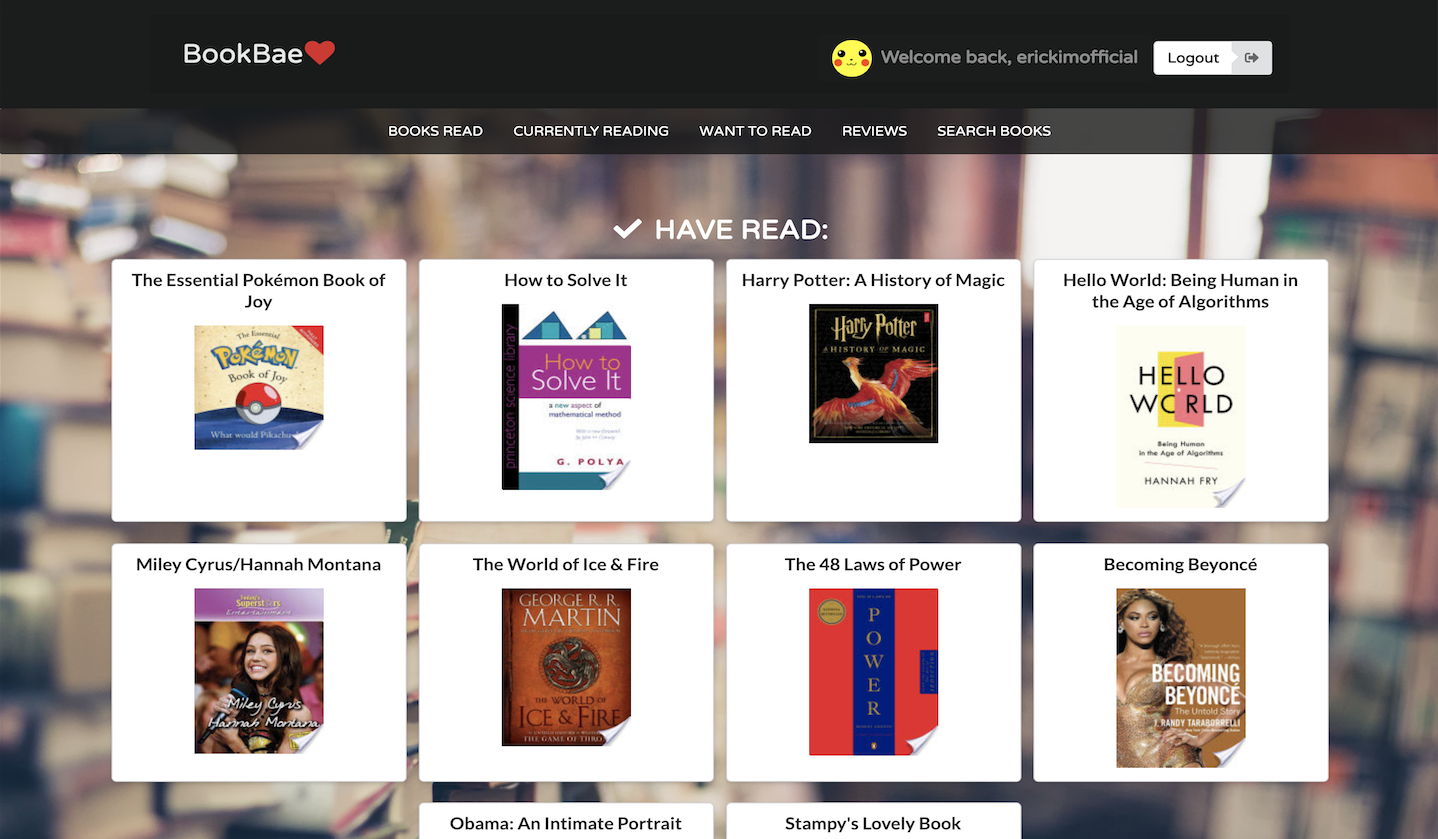 BookBae
Welcome back, erickimofficial
Logout
BOOKS READ CURRENTLY READING WANT TO READ REVIEWS SEARCH BOOKS
HAVE READ:
The Essential Pokémon Book of
Joy
The Essential
POKÉMON
Book of Joy
What would Pikachu
How to Solve It
princeton science library
How to
Solve It
a new aspect of
mathematical method
G. POLYA
Harry Potter: A History of Magic
Harry Potter
A HISTORY OF MAGIC
Hello World: Being Human in
the Age of Algorithms
HELLO
WORLD
Being Human
in the Age of Algorithms
HANNAH FRY
Miley Cyrus/Hannah Montana
Today's
Superstars
Entertainment
Miley Cyrus
Hannah Montana
The World of Ice & Fire
GEORGE R. R.
MARTIN
THE WORLD OF
ICE & FIRE
THE GAME OF THRO
The 48 Laws of Power
POWER
Becoming Beyoncé
BECOMING
BEYONCÉ
The Untold Story
J. RANDY TARABORRELLI
Obama: An Intimate Portrait
Stampy's Lovely Book